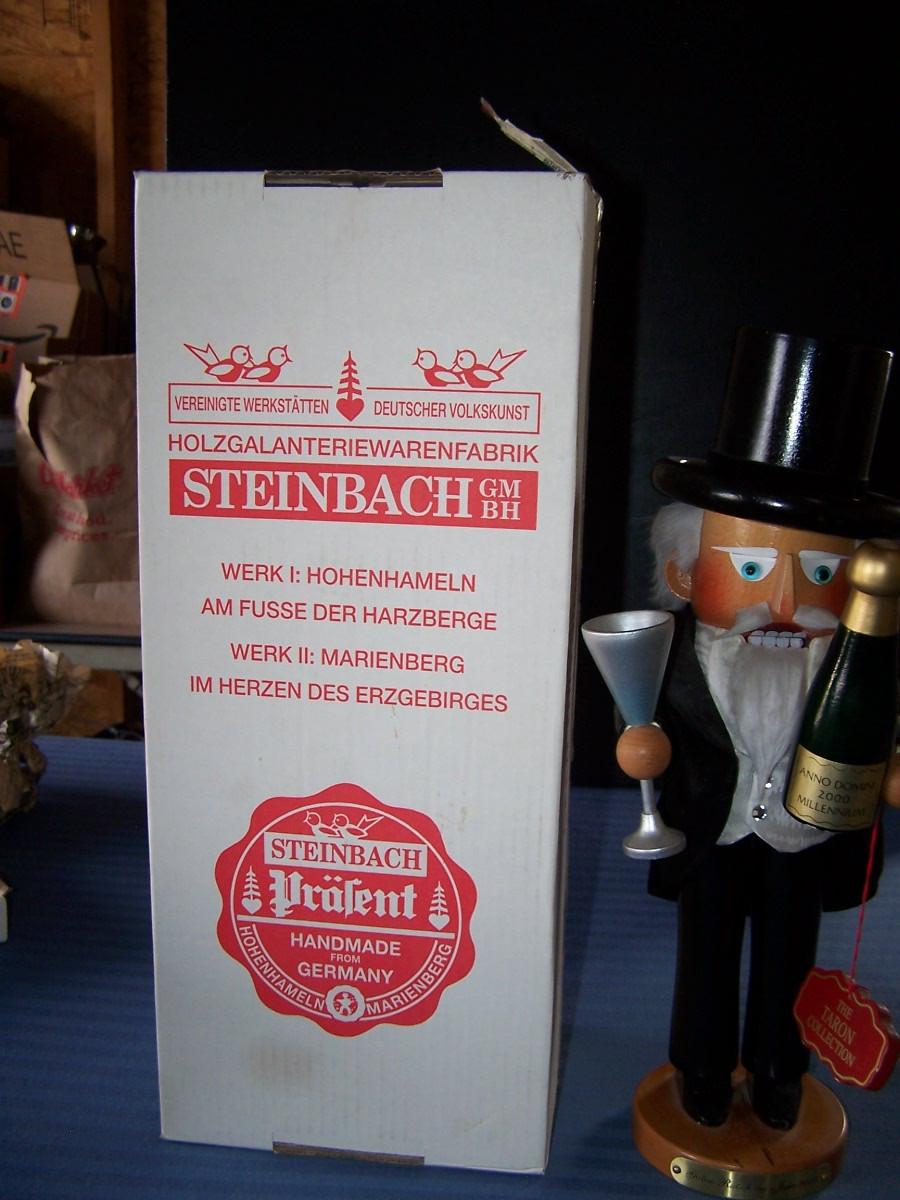 VEREINIGTE WERKSTÄTTEN DEUTSCHER VOLKSKUNST
HOLZGALANTERIEWARENFABRIK
STEINBACH GM BH
WERK I: HOHENHAMELN
AM FUSSE DER HARZBERGE
WERK II: MARIENBERG
IM HERZEN DES ERZGEBIRGES
STEINBACH
Präsent
HANDMADE
FROM
GERMANY
HOHENHAMELN MARIENBERG
ANNO DOMINI
2000
MILLENNIUM
THE
TARON
COLLECTION
AE